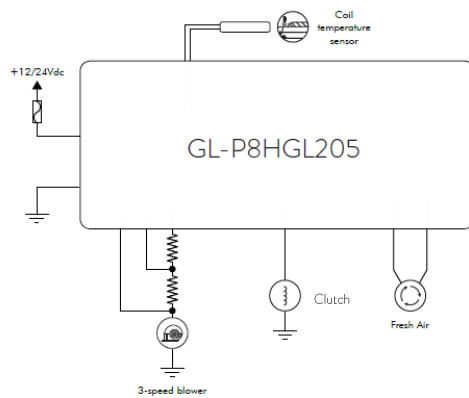 Coil
temperature
sensor
+12/24Vdc
GL-P8HGL205
Clutch
Fresh Air
3-speed blower